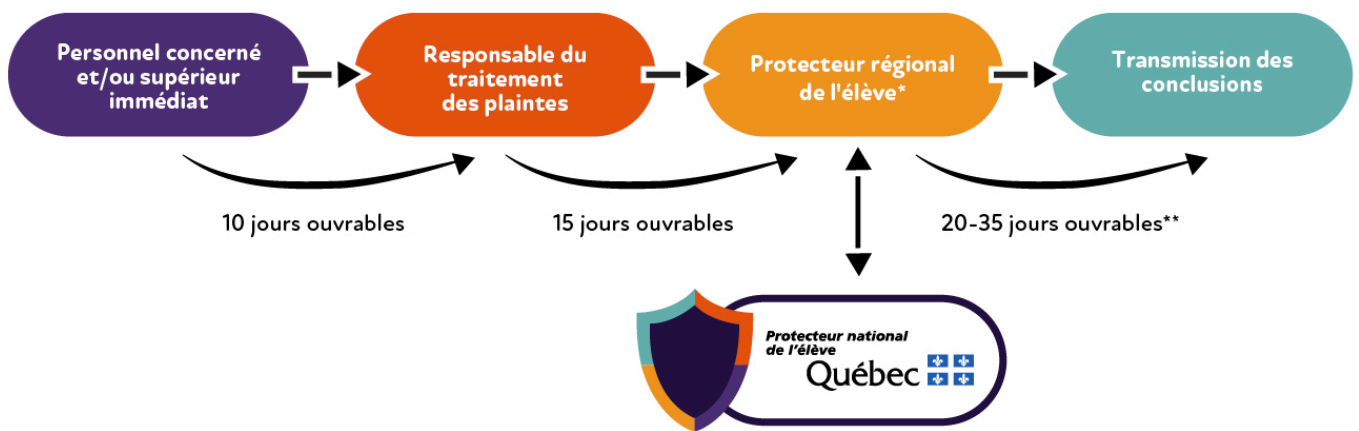 Personnel concerné
et/ou supérieur
immédiat
Responsable du
traitement
des plaintes
Protecteur régional
de l'élève*
Transmission des
conclusions
10 jours ouvrables
15 jours ouvrables
20-35 jours ouvrables**
Protecteur national
de l'élève
Québec